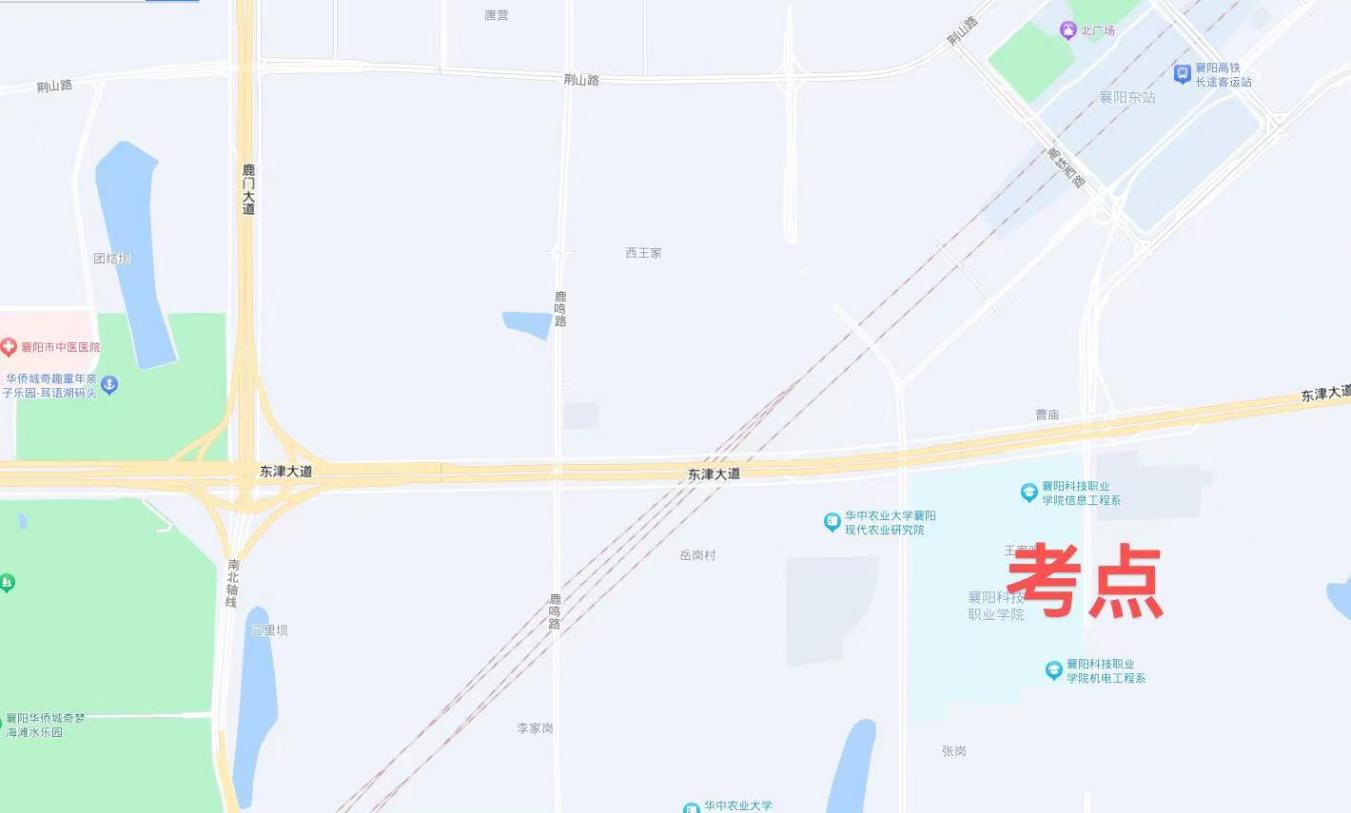 唐营
荆山路
北广场
襄阳高铁
长途客运站
襄阳东站
荆山路
荆山路
高铁西路
鹿门大道
团结坝
西王家
鹿鸣路
襄阳市中医医院
华侨城奇趣童年亲
子乐园·耳语湖码头
东津大道
曹庙
东津大道
东津大道
襄阳科技职业
学院信息工程系
华中农业大学襄阳
现代农业研究院
岳岗村
考点
南北轴线
鹿鸣路
襄阳科技
职业学院
三里坝
襄阳科技职业
学院机电工程系
襄阳华侨城奇梦
海滩水乐园
李家岗
张岗
华中农业大学